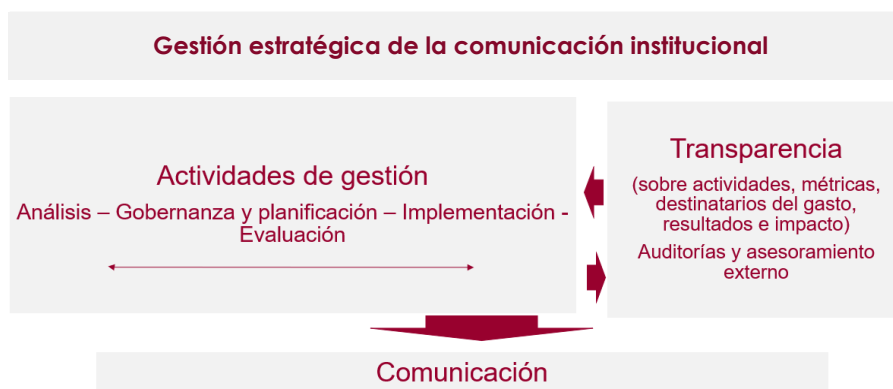 Gestión estratégica de la comunicación institucional
Actividades de gestión
Análisis – Gobernanza y planificación – Implementación -
Evaluación
Transparencia
(sobre actividades, métricas,
destinatarios del gasto,
resultados e impacto)
Auditorías y asesoramiento
externo
Comunicación